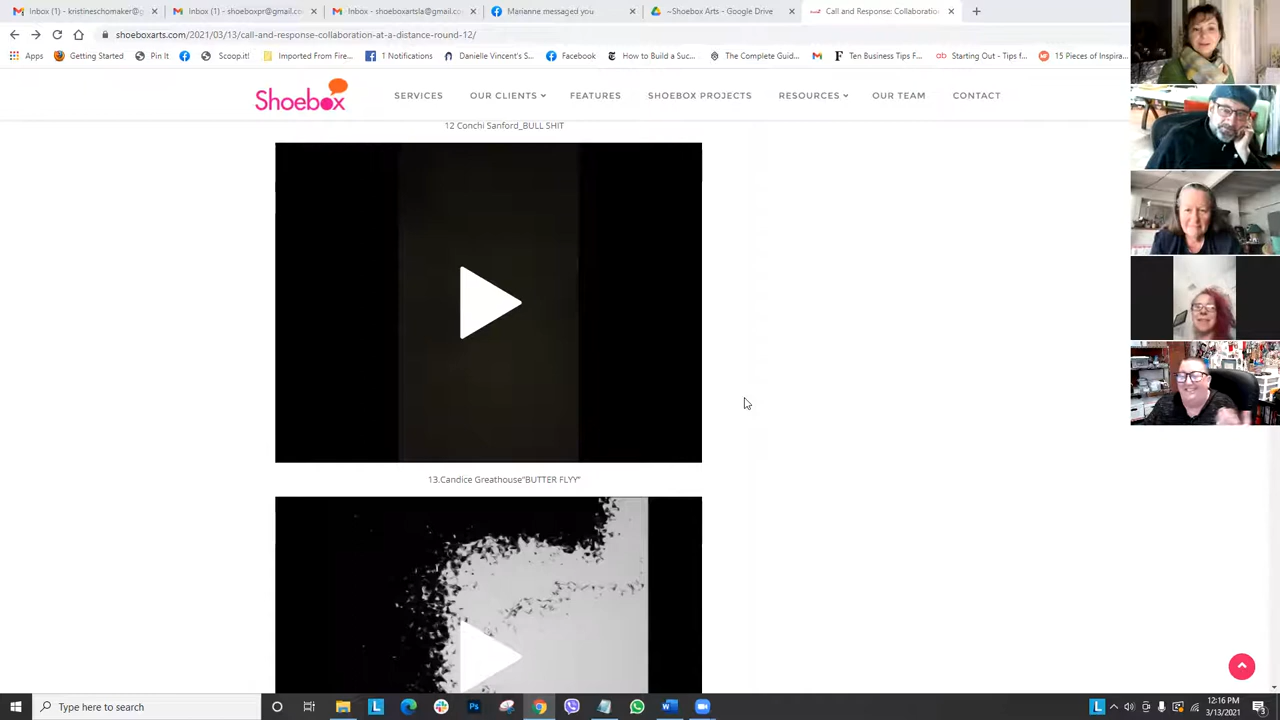 Inbox (1) - kristineschomaker@g
Inbox (1) - shoeboxpr@gmail.co
Inbox - shoeboxartsla@gmail.c
Marianne messaged you
~Shoebox Arts - Google Drive
Call and Response: Collaboratio
shoeboxarts.com/2021/03/13/call-and-response-collaboration-at-a-distance-round-12/
Apps
Getting Started
Pin It
Scoop.it!
Imported From Fire...
1 Notifications
Danielle Vincent's S...
Facebook
How to Build a Suc...
The Complete Guid...
Ten Business Tips F...
Starting Out - Tips f...
15 Pieces of Inspira...
Shoebox
SERVICES
OUR CLIENTS
FEATURES
SHOEBOX PROJECTS
RESOURCES
OUR TEAM
CONTACT
12 Conchi Sanford_BULL SHIT
13.Candice Greathouse"BUTTER FLYY"
Type here to search
12:16 PM
3/13/2021